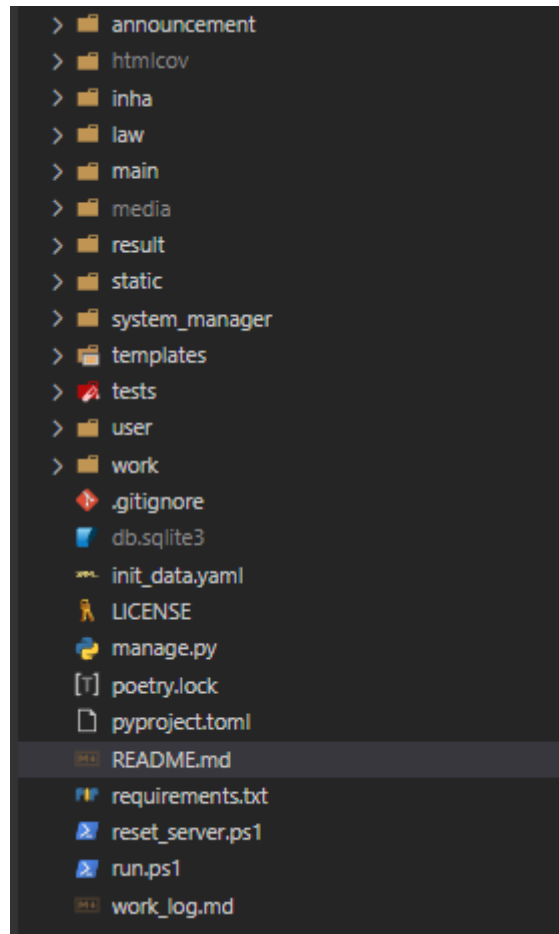 announcement
htmlcov
inha
law
main
media
result
static
system_manager
templates
tests
user
work
.gitignore
db.sqlite3
init_data.yaml
LICENSE
manage.py
poetry.lock
pyproject.toml
README.md
requirements.txt
reset_server.ps1
run.ps1
work_log.md